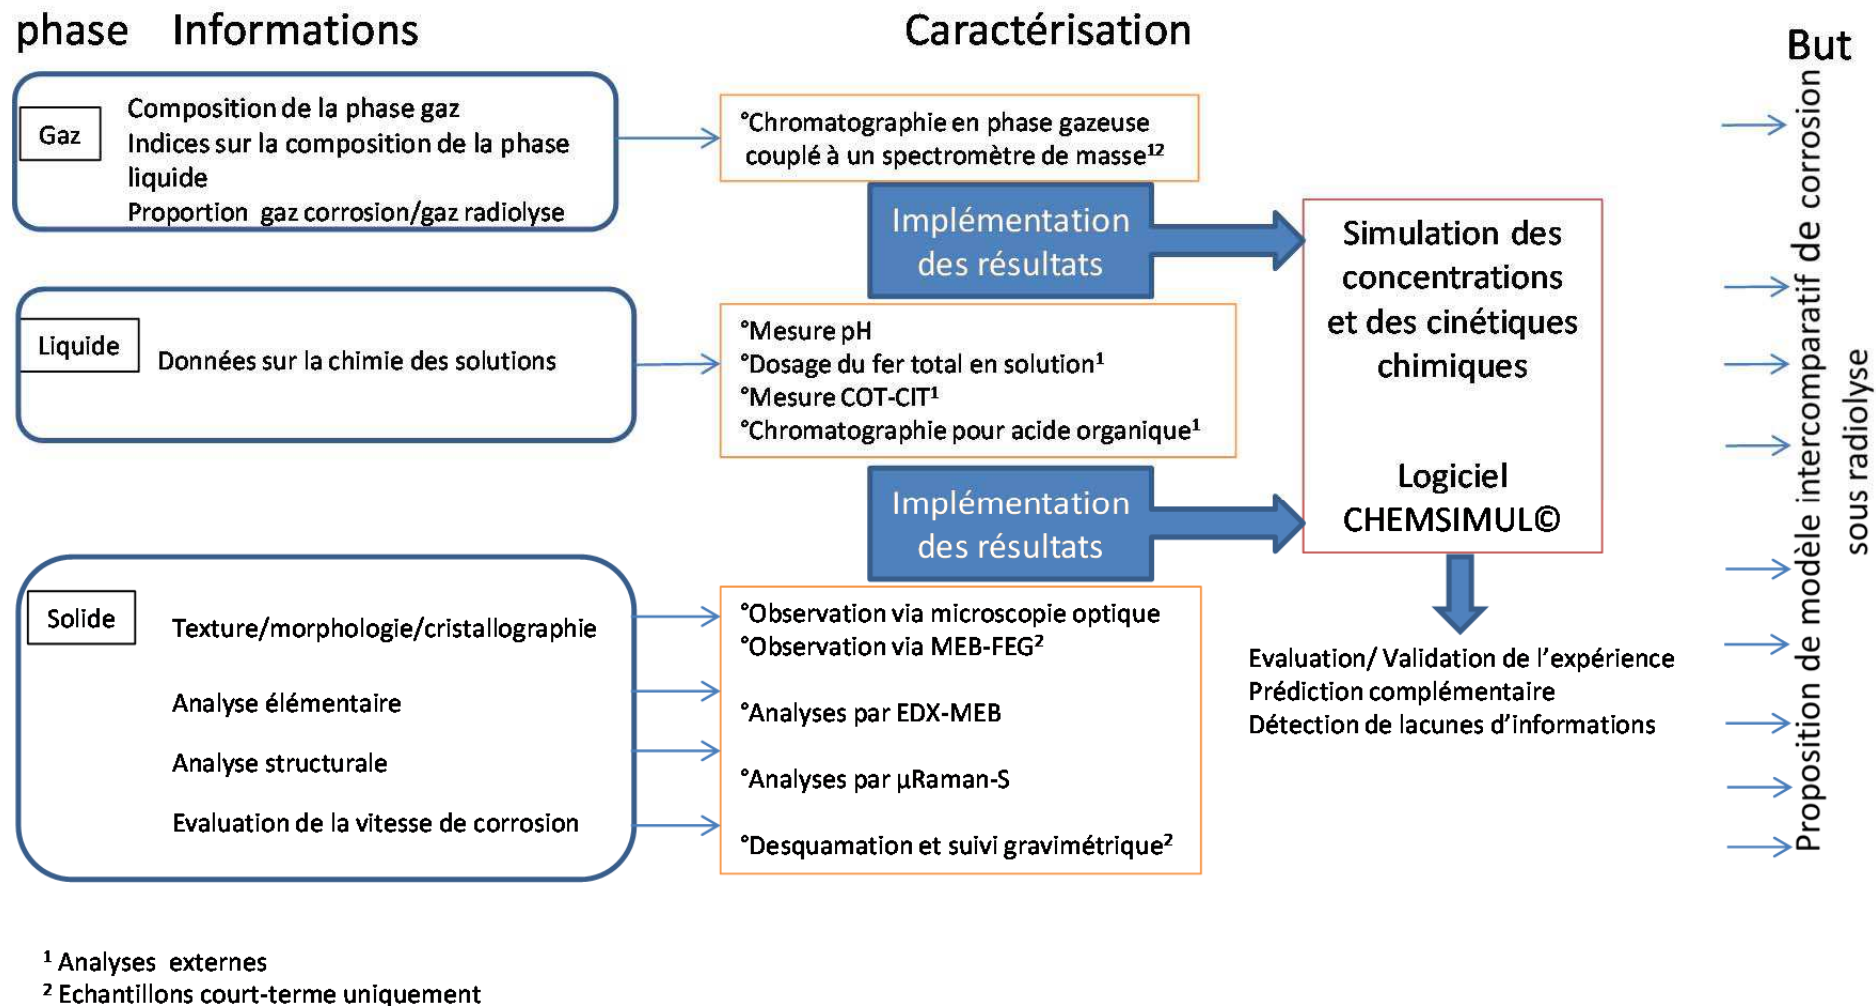 phase Informations Caractérisation But
Gaz
Composition de la phase gaz
Indices sur la composition de la phase
liquide
Proportion gaz corrosion/gaz radiolyse
°Chromatographie en phase gazeuse
couplé à un spectromètre de masse¹²
Implémentation
des résultats
Liquide
Données sur la chimie des solutions
°Mesure pH
°Dosage du fer total en solution¹
°Mesure COT-CIT¹
°Chromatographie pour acide organique¹
Implémentation
des résultats
Simulation des
concentrations
et des cinétiques
chimiques
Logiciel
CHEMSIMUL©
Evaluation/ Validation de l'expérience
Prédiction complémentaire
Détection de lacunes d'informations
Solide
Texture/morphologie/cristallographie
Analyse élémentaire
Analyse structurale
Evaluation de la vitesse de corrosion
°Observation via microscopie optique
°Observation via MEB-FEG²
°Analyses par EDX-MEB
°Analyses par µRaman-S
°Desquamation et suivi gravimétrique²
Proposition de modèle intercomparatif de corrosion
sous radiolyse
¹ Analyses externes
² Echantillons court-terme uniquement